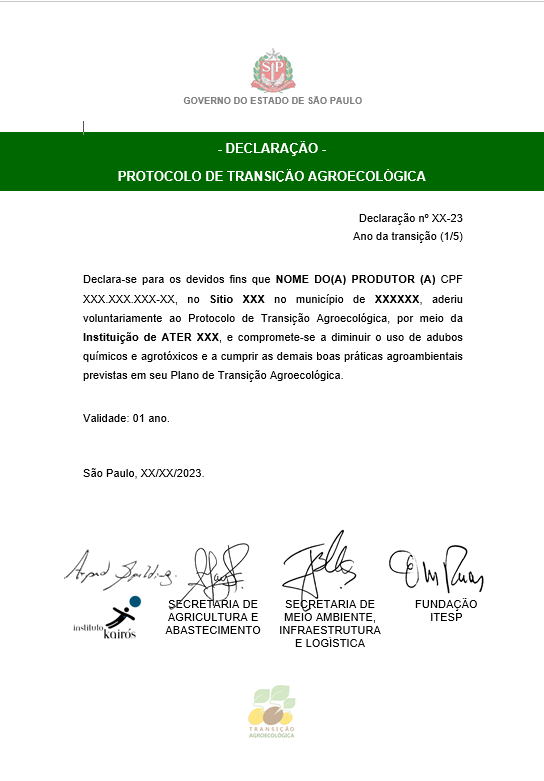 GOVERNO DO ESTADO DE SÃO PAULO
- DECLARAÇÃO -
PROTOCOLO DE TRANSIÇÃO AGROECOLÓGICA
Declaração nº XX-23
Ano da transição (1/5)
Declara-se para os devidos fins que NOME DO(A) PRODUTOR (A) CPF
XXX.XXX.XXX-XX, no Sítio XXX no município de XXXXXX, aderiu
voluntariamente ao Protocolo de Transição Agroecológica, por meio da
Instituição de ATER XXX, e compromete-se a diminuir o uso de adubos
químicos e agrotóxicos e a cumprir as demais boas práticas agroambientais
previstas em seu Plano de Transição Agroecológica.
Validade: 01 ano.
São Paulo, XX/XX/2023.
instituto
kairós
SECRETARIA DE
AGRICULTURA E
ABASTECIMENTO
SECRETARIA DE
MEIO AMBIENTE,
INFRAESTRUTURA
E LOGÍSTICA
FUNDAÇÃO
ITESP
TRANSIÇÃO
AGROECOLÓGICA